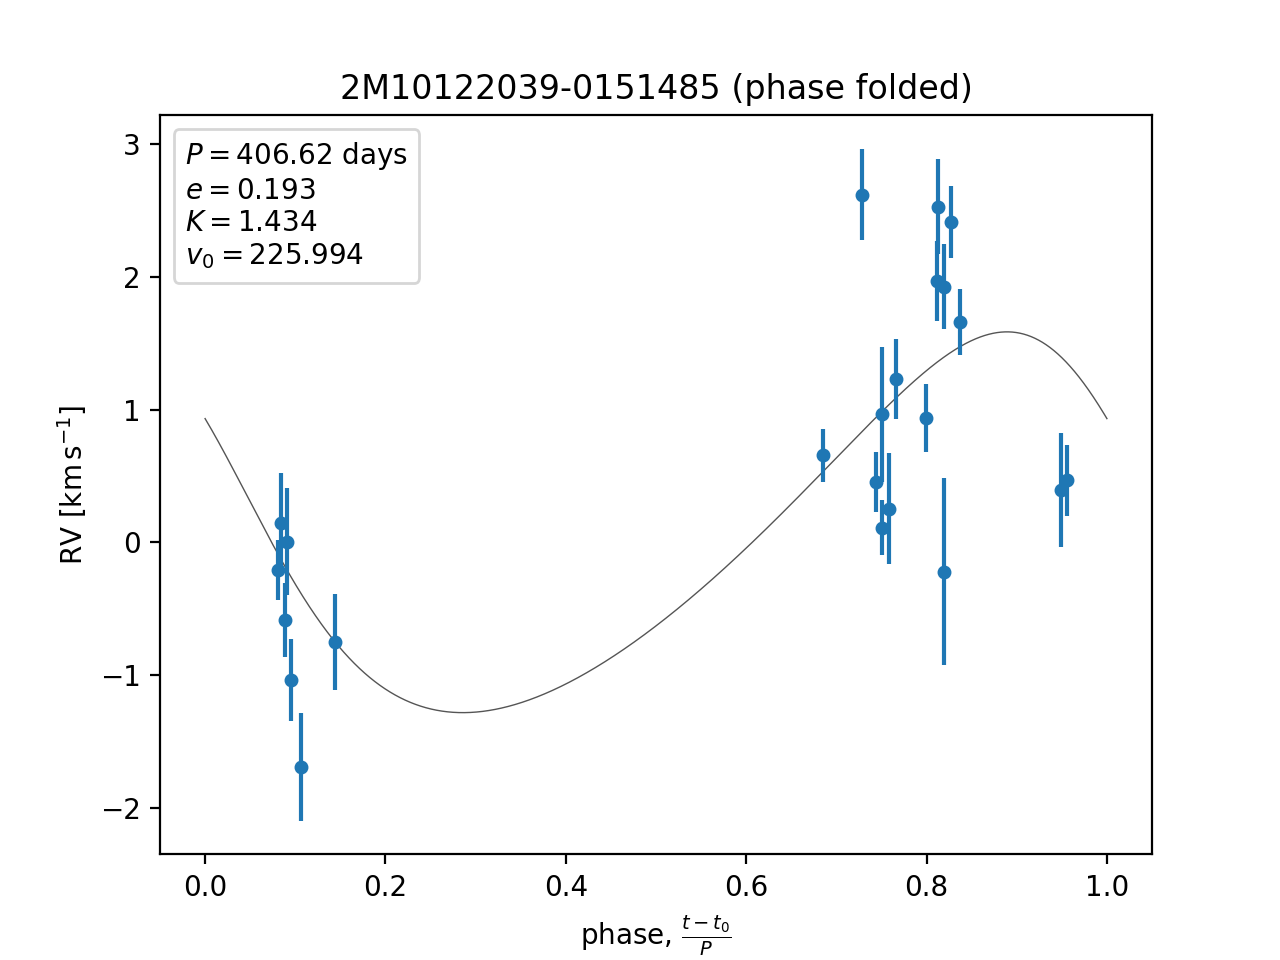 2M10122039-0151485 (phase folded)
P = 406.62 days
e = 0.193
K = 1.434
v₀ = 225.994
3
2
1
0
−1
−2
RV [km s⁻¹]
0.0 0.2 0.4 0.6 0.8 1.0
phase, (t − t₀)/P